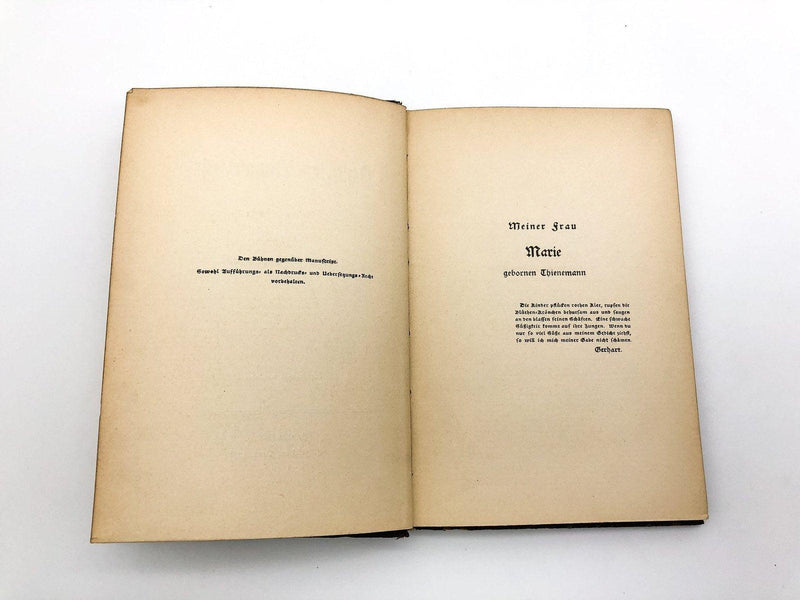 Den Bühnen gegenüber Manuskript.
Sowohl Aufführungs- als Nachdrucks- und Uebersetzungs-Recht
vorbehalten.
Meiner Frau
Marie
gebornen Thienemann
Die Kinder pflücken rothen Klee, rupfen die
Blüthen-Krönchen behutsam aus und saugen
an den blassen feinen Schäften. Eine schwache
Süßigkeit kommt auf ihre Zungen. Wenn du
nur so viel Süße aus meinem Gedicht ziehst,
so will ich mich meiner Gabe nicht schämen.
Gerhart.